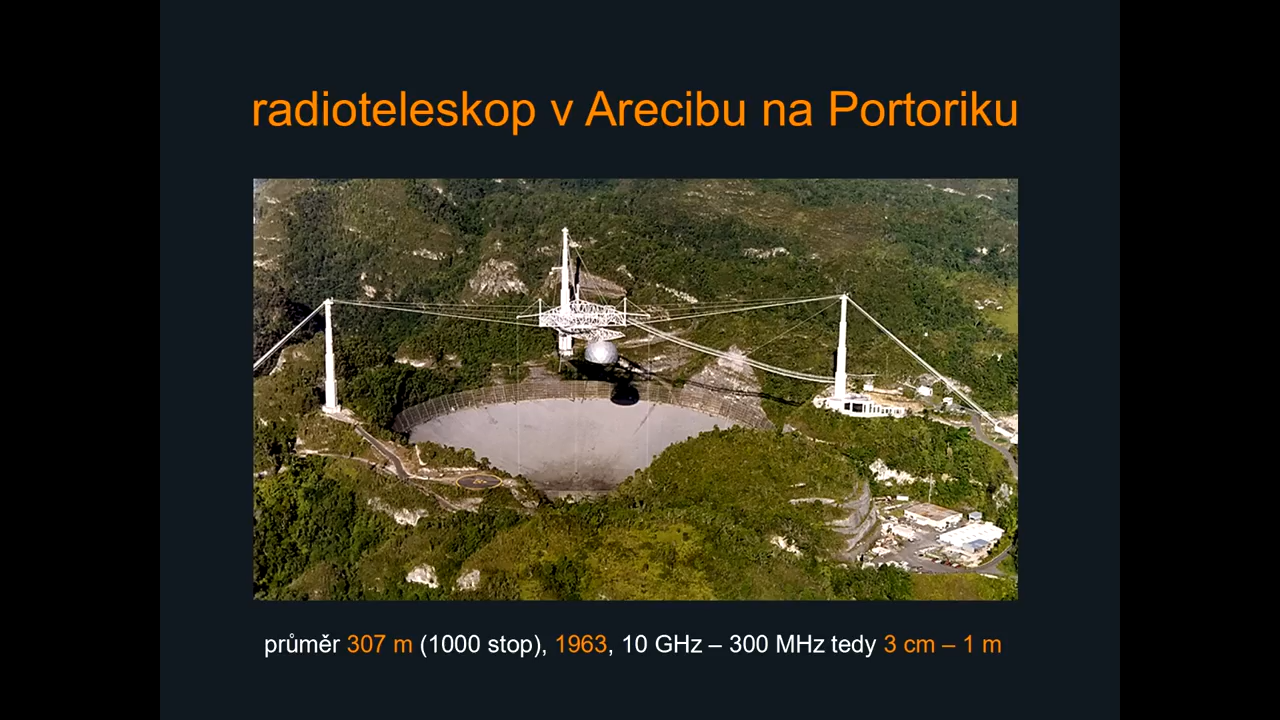 radioteleskop v Arecibu na Portoriku
průměr 307 m (1000 stop), 1963, 10 GHz – 300 MHz tedy 3 cm – 1 m